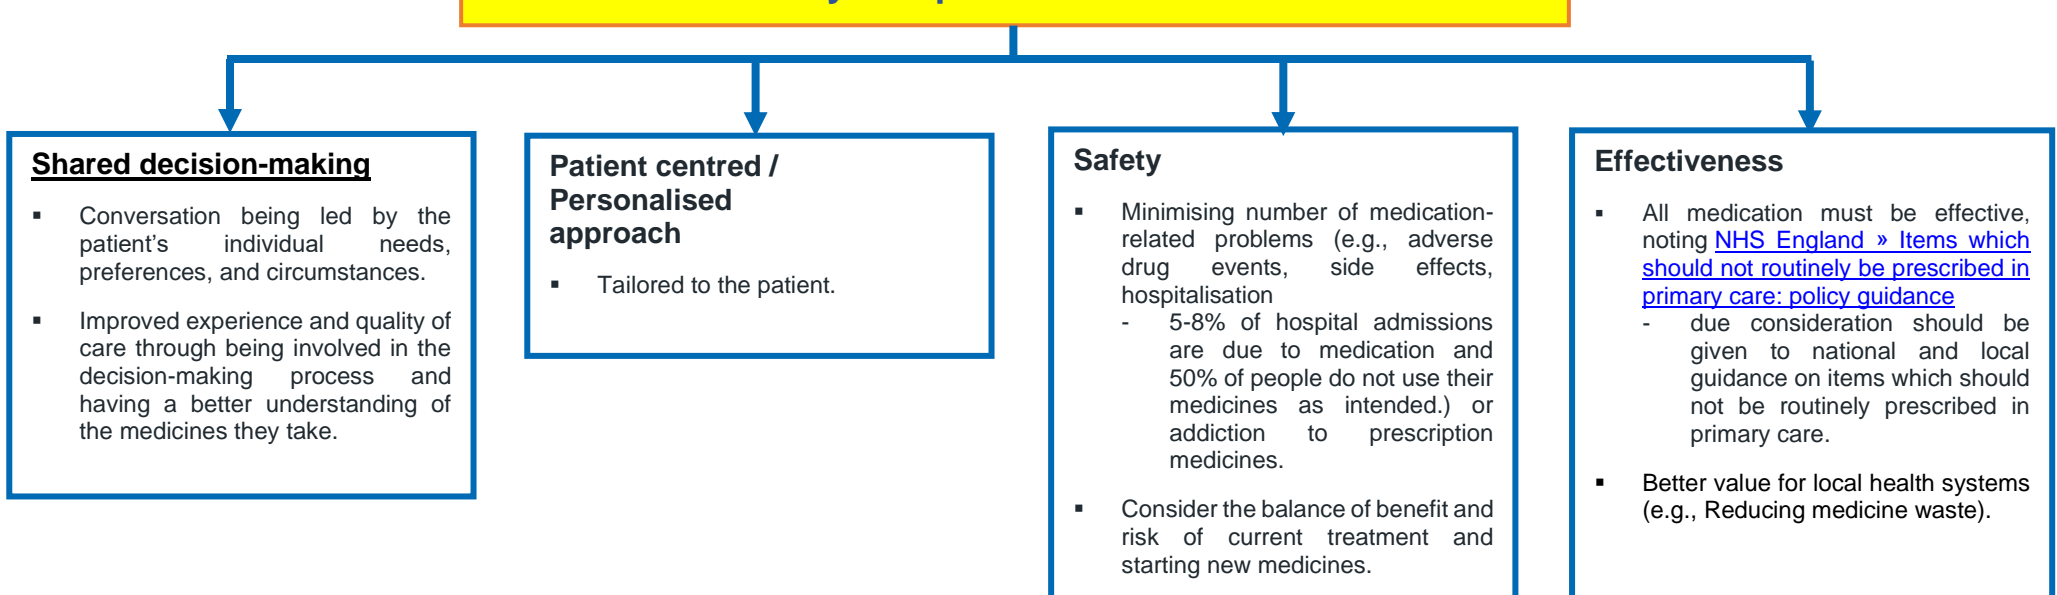 Shared decision-making
▪ Conversation being led by the
patient's individual needs,
preferences, and circumstances.
▪ Improved experience and quality of
care through being involved in the
decision-making process and
having a better understanding of
the medicines they take.
Patient centred /
Personalised
approach
▪ Tailored to the patient.
Safety
▪ Minimising number of medication-
related problems (e.g., adverse
drug events, side effects,
hospitalisation
- 5-8% of hospital admissions
are due to medication and
50% of people do not use their
medicines as intended.) or
addiction to prescription
medicines.
▪ Consider the balance of benefit and
risk of current treatment and
starting new medicines.
Effectiveness
▪ All medication must be effective,
noting NHS England » Items which
should not routinely be prescribed in
primary care: policy guidance
- due consideration should be
given to national and local
guidance on items which should
not be routinely prescribed in
primary care.
▪ Better value for local health systems
(e.g., Reducing medicine waste).